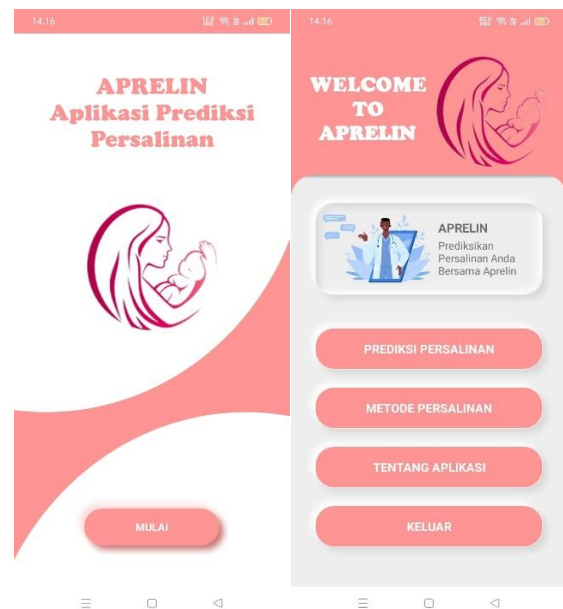 14.16
APRELIN
Aplikasi Prediksi
Persalinan
MULAI
14.16
WELCOME
TO
APRELIN
APRELIN
Prediksikan
Persalinan Anda
Bersama Aprelin
PREDIKSI PERSALINAN
METODE PERSALINAN
TENTANG APLIKASI
KELUAR